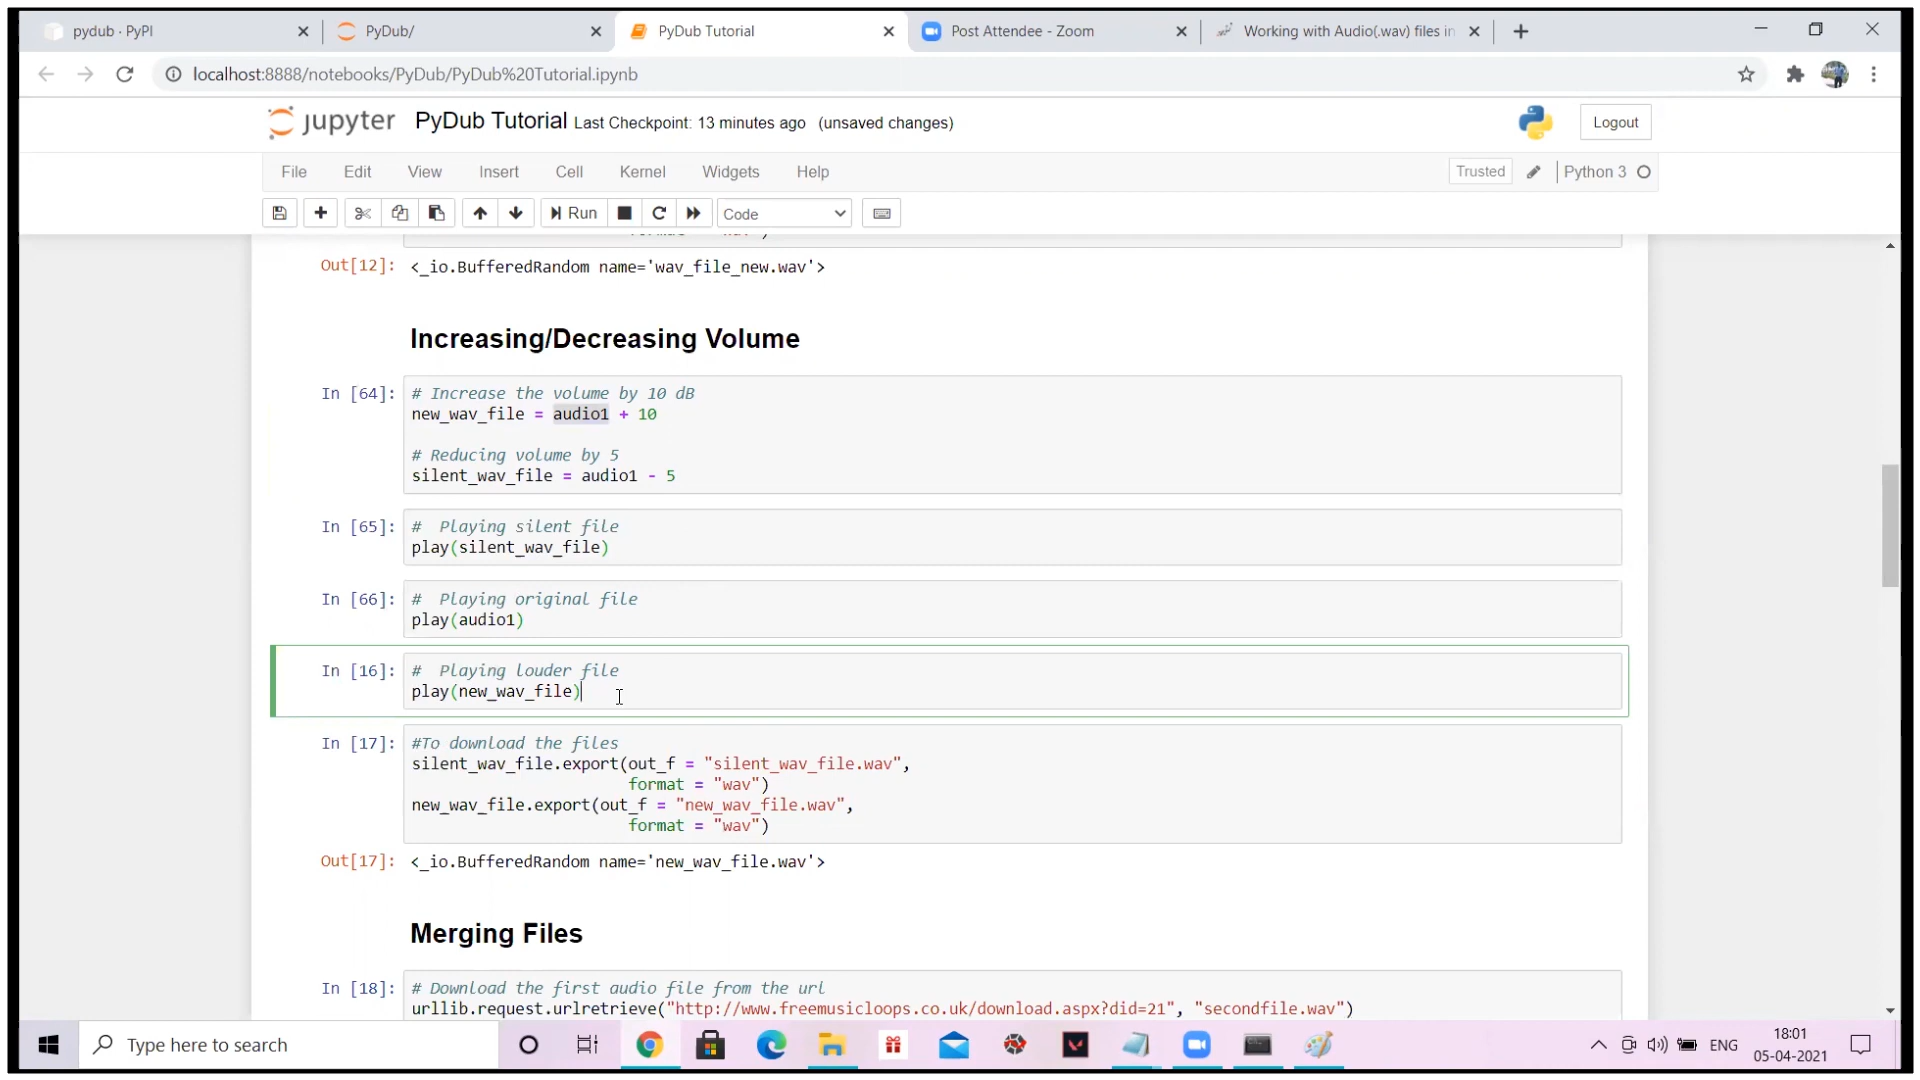 pydub · PyPI
PyDub/
PyDub Tutorial
Post Attendee - Zoom
Working with Audio(.wav) files in
localhost:8888/notebooks/PyDub/PyDub%20Tutorial.ipynb
jupyter PyDub Tutorial Last Checkpoint: 13 minutes ago (unsaved changes)
Logout
File Edit View Insert Cell Kernel Widgets Help
Trusted
Python 3
Run
Code
Out[12]: <_io.BufferedRandom name='wav_file_new.wav'>
Increasing/Decreasing Volume
In [64]: # Increase the volume by 10 dB
new_wav_file = audio1 + 10
# Reducing volume by 5
silent_wav_file = audio1 - 5
In [65]: #  Playing silent file
play(silent_wav_file)
In [66]: #  Playing original file
play(audio1)
In [16]: #  Playing louder file
play(new_wav_file)
In [17]: #To download the files
silent_wav_file.export(out_f = "silent_wav_file.wav",
format = "wav")
new_wav_file.export(out_f = "new_wav_file.wav",
format = "wav")
Out[17]: <_io.BufferedRandom name='new_wav_file.wav'>
Merging Files
In [18]: # Download the first audio file from the url
urllib.request.urlretrieve("http://www.freemusicloops.co.uk/download.aspx?did=21", "secondfile.wav")
Type here to search
ENG
18:01
05-04-2021